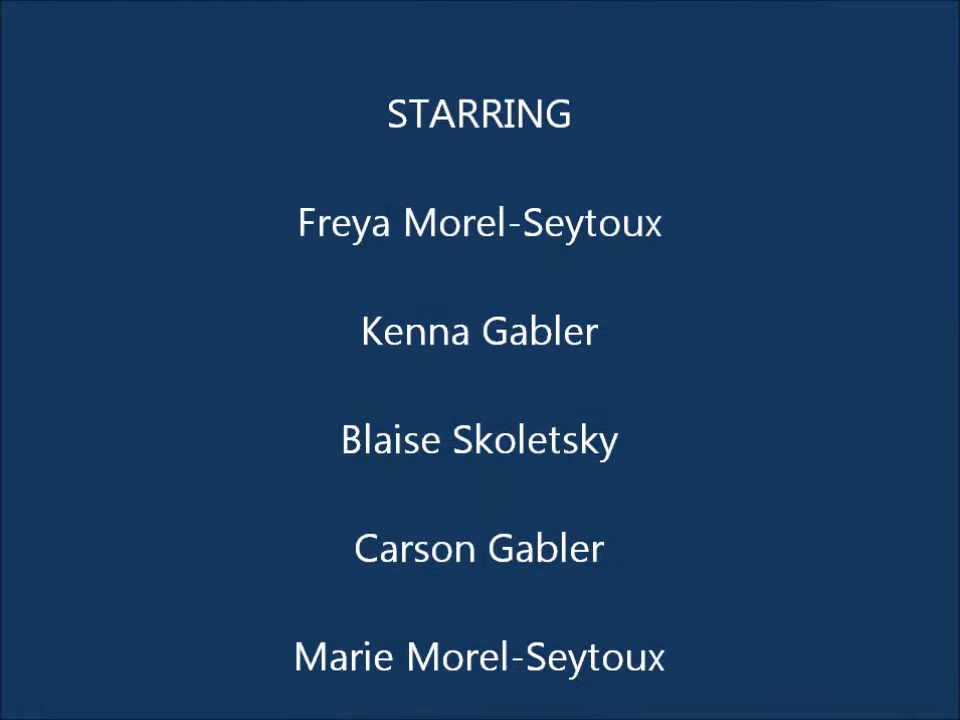 STARRING
Freya Morel-Seytoux
Kenna Gabler
Blaise Skoletsky
Carson Gabler
Marie Morel-Seytoux